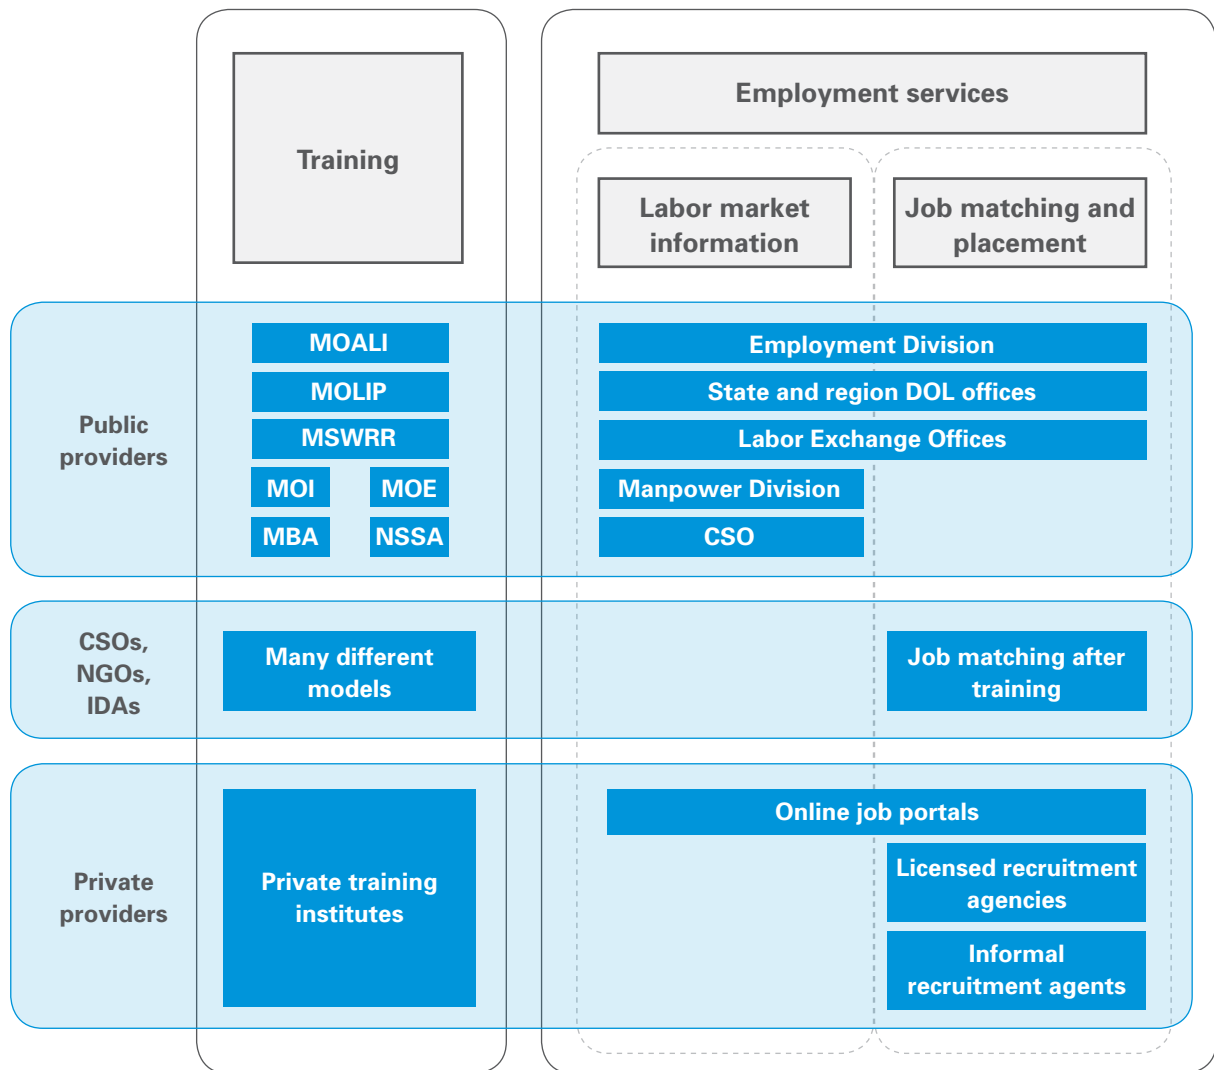 Training
Employment services
Labor market
information
Job matching and
placement
Public
providers
MOALI
MOLIP
MSWRR
MOI
MOE
MBA
NSSA
Employment Division
State and region DOL offices
Labor Exchange Offices
Manpower Division
CSO
CSOs,
NGOs,
IDAs
Many different
models
Job matching after
training
Private
providers
Private training
institutes
Online job portals
Licensed recruitment
agencies
Informal
recruitment agents